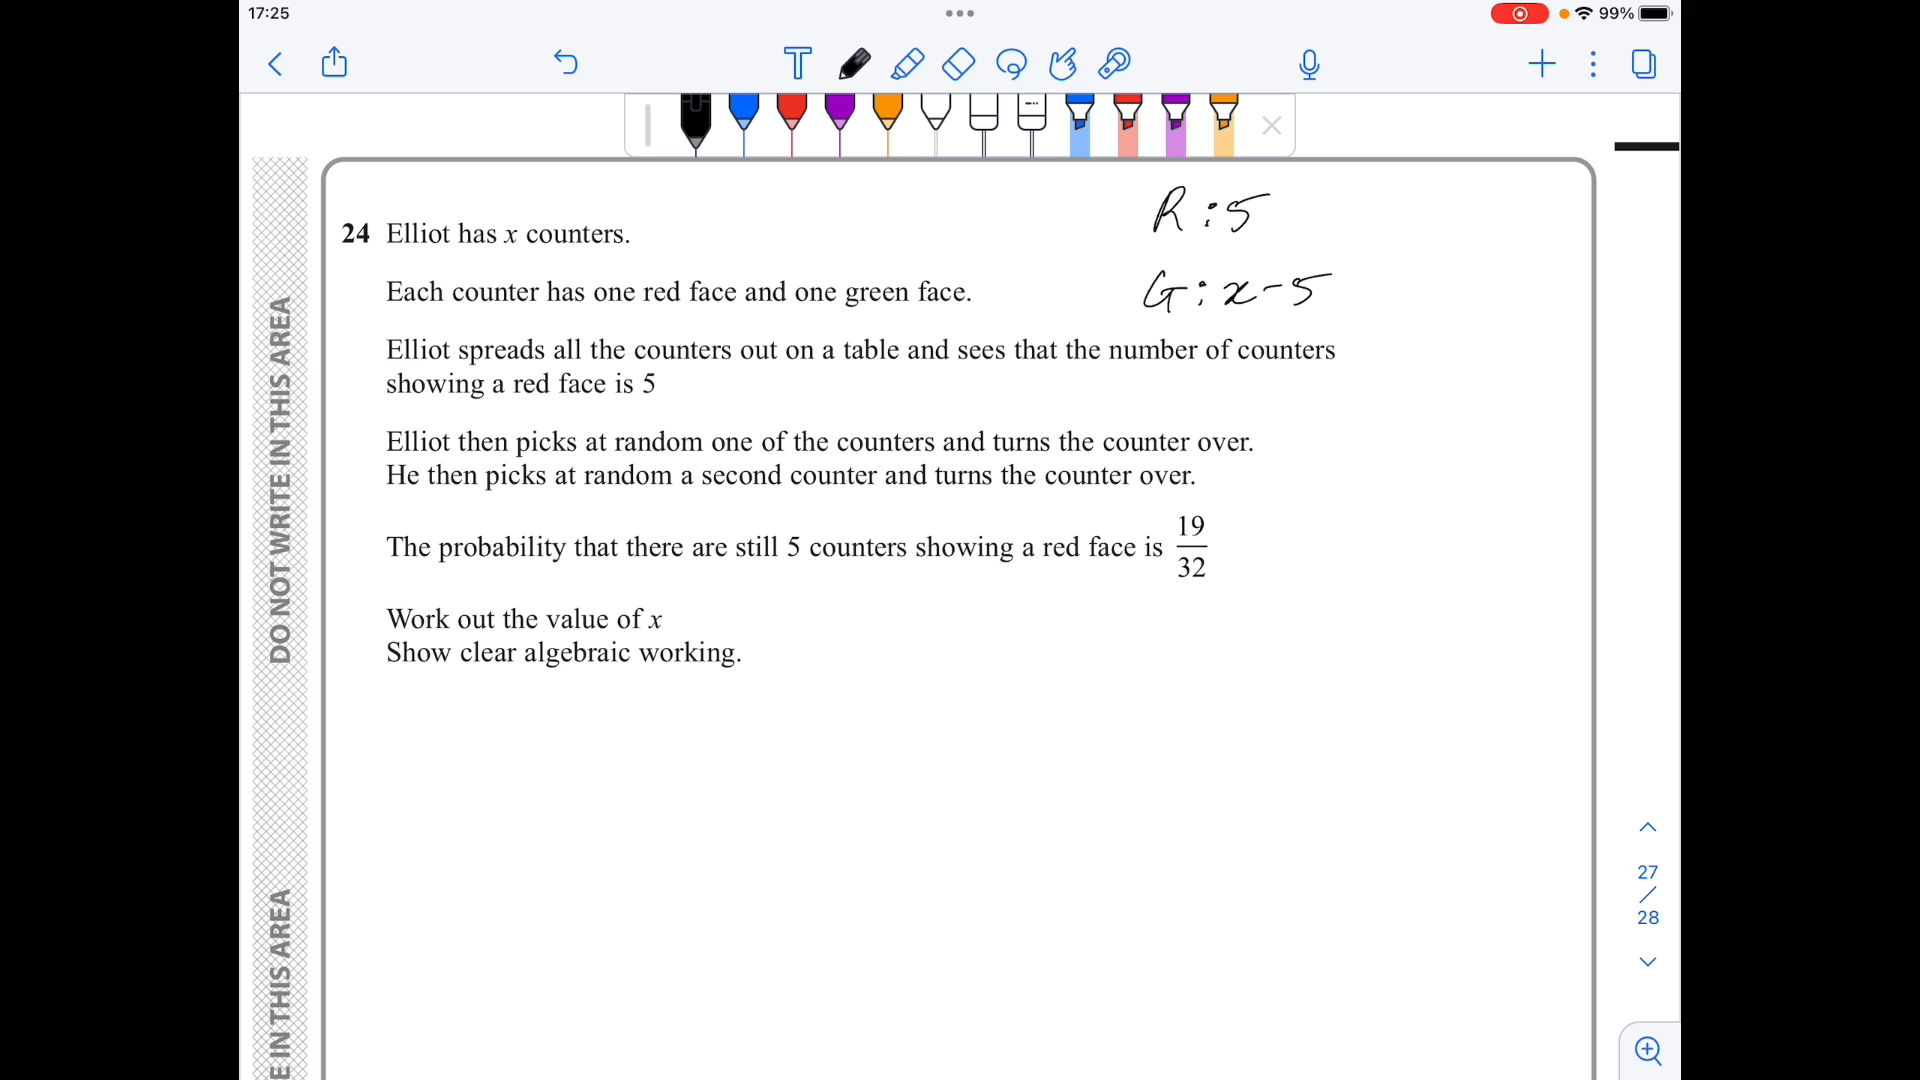 17:25
99%
R : 5
24 Elliot has x counters.
Each counter has one red face and one green face.
G : x - 5
Elliot spreads all the counters out on a table and sees that the number of counters
showing a red face is 5
Elliot then picks at random one of the counters and turns the counter over.
He then picks at random a second counter and turns the counter over.
The probability that there are still 5 counters showing a red face is 19/32
Work out the value of x
Show clear algebraic working.
DO NOT WRITE IN THIS AREA
E IN THIS AREA
27
/
28